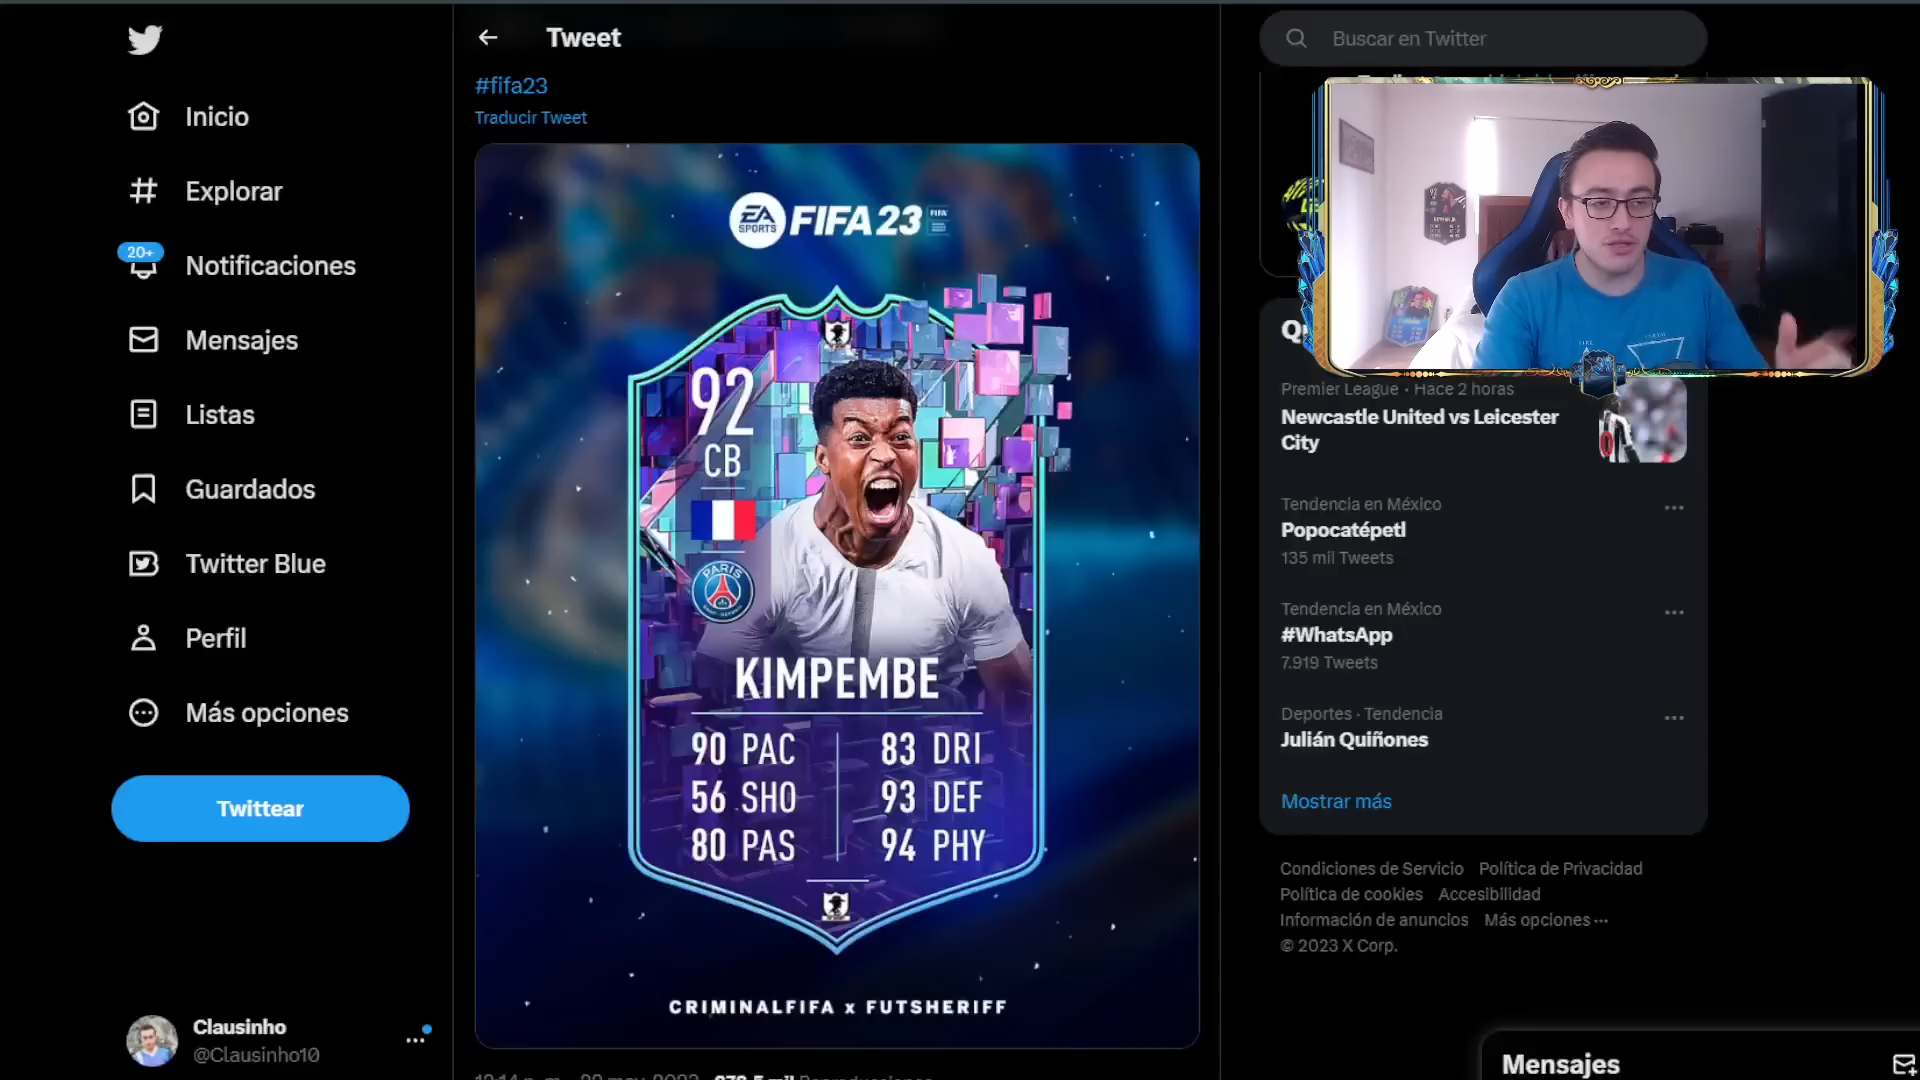 Inicio
Explorar
20+
Notificaciones
Mensajes
Listas
Guardados
Twitter Blue
Perfil
Más opciones
Twittear
Clausinho
@Clausinho10
Tweet
#fifa23
Traducir Tweet
EA
SPORTS
FIFA 23
92
CB
PARIS
KIMPEMBE
90 PAC
83 DRI
56 SHO
93 DEF
80 PAS
94 PHY
CRIMINALFIFA x FUTSHERIFF
Buscar en Twitter
Premier League · Hace 2 horas
Newcastle United vs Leicester
City
Tendencia en México
Popocatépetl
135 mil Tweets
Tendencia en México
#WhatsApp
7.919 Tweets
Deportes · Tendencia
Julián Quiñones
Mostrar más
Condiciones de Servicio Política de Privacidad
Política de cookies Accesibilidad
Información de anuncios Más opciones ···
© 2023 X Corp.
Mensajes